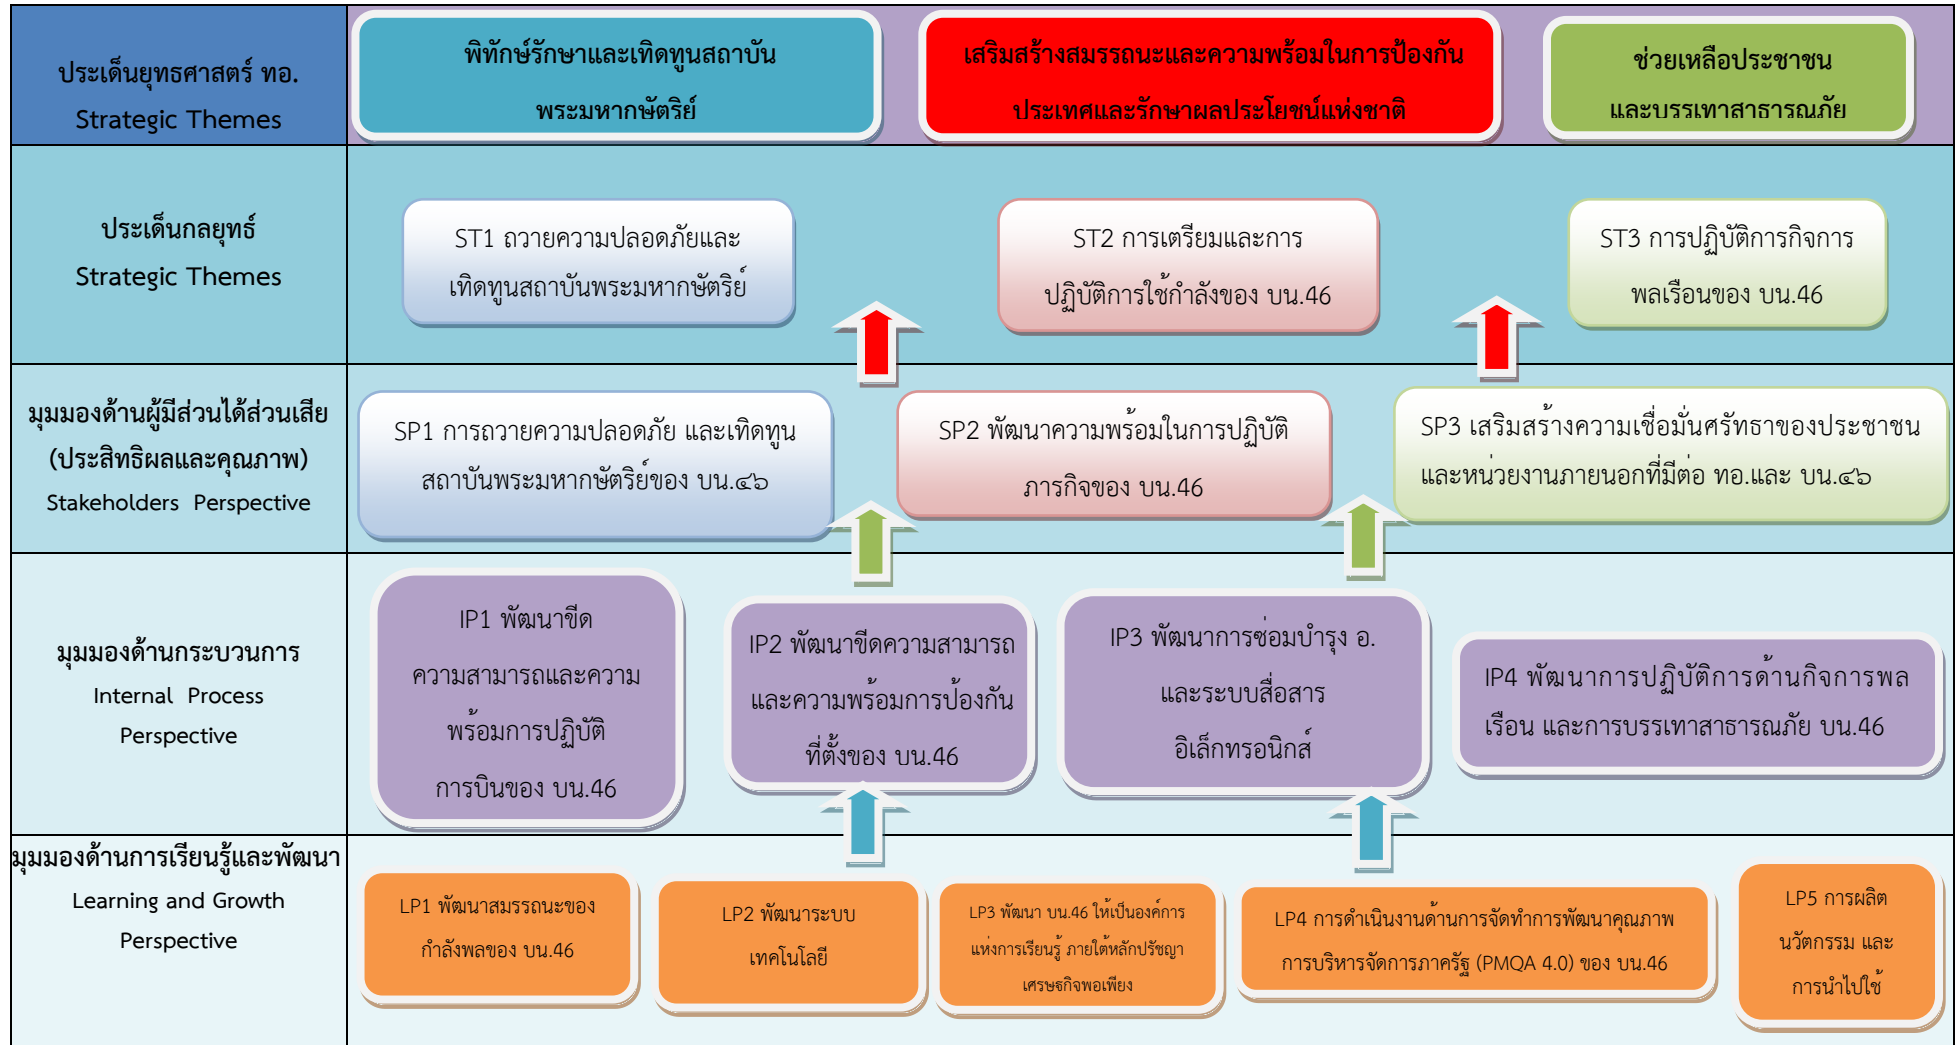 ประเด็นยุทธศาสตร์ ทอ.
Strategic Themes
พิทักษ์รักษาและเทิดทูนสถาบัน
พระมหากษัตริย์
เสริมสร้างสมรรถนะและความพร้อมในการป้องกัน
ประเทศและรักษาผลประโยชน์แห่งชาติ
ช่วยเหลือประชาชน
และบรรเทาสาธารณภัย
ประเด็นกลยุทธ์
Strategic Themes
ST1 ถวายความปลอดภัยและ
เทิดทูนสถาบันพระมหากษัตริย์
ST2 การเตรียมและการ
ปฏิบัติการใช้กำลังของ บน.46
ST3 การปฏิบัติการกิจการ
พลเรือนของ บน.46
มุมมองด้านผู้มีส่วนได้ส่วนเสีย
(ประสิทธิผลและคุณภาพ)
Stakeholders Perspective
SP1 การถวายความปลอดภัย และเทิดทูน
สถาบันพระมหากษัตริย์ของ บน.๔๖
SP2 พัฒนาความพร้อมในการปฏิบัติ
ภารกิจของ บน.46
SP3 เสริมสร้างความเชื่อมั่นศรัทธาของประชาชน
และหน่วยงานภายนอกที่มีต่อ ทอ.และ บน.๔๖
มุมมองด้านกระบวนการ
Internal Process
Perspective
IP1 พัฒนาขีด
ความสามารถและความ
พร้อมการปฏิบัติ
การบินของ บน.46
IP2 พัฒนาขีดความสามารถ
และความพร้อมการป้องกัน
ที่ตั้งของ บน.46
IP3 พัฒนาการซ่อมบำรุง อ.
และระบบสื่อสาร
อิเล็กทรอนิกส์
IP4 พัฒนาการปฏิบัติการด้านกิจการพล
เรือน และการบรรเทาสาธารณภัย บน.46
มุมมองด้านการเรียนรู้และพัฒนา
Learning and Growth
Perspective
LP1 พัฒนาสมรรถนะของ
กำลังพลของ บน.46
LP2 พัฒนาระบบ
เทคโนโลยี
LP3 พัฒนา บน.46 ให้เป็นองค์การ
แห่งการเรียนรู้ ภายใต้หลักปรัชญา
เศรษฐกิจพอเพียง
LP4 การดำเนินงานด้านการจัดทำการพัฒนาคุณภาพ
การบริหารจัดการภาครัฐ (PMQA 4.0) ของ บน.46
LP5 การผลิต
นวัตกรรม และ
การนำไปใช้